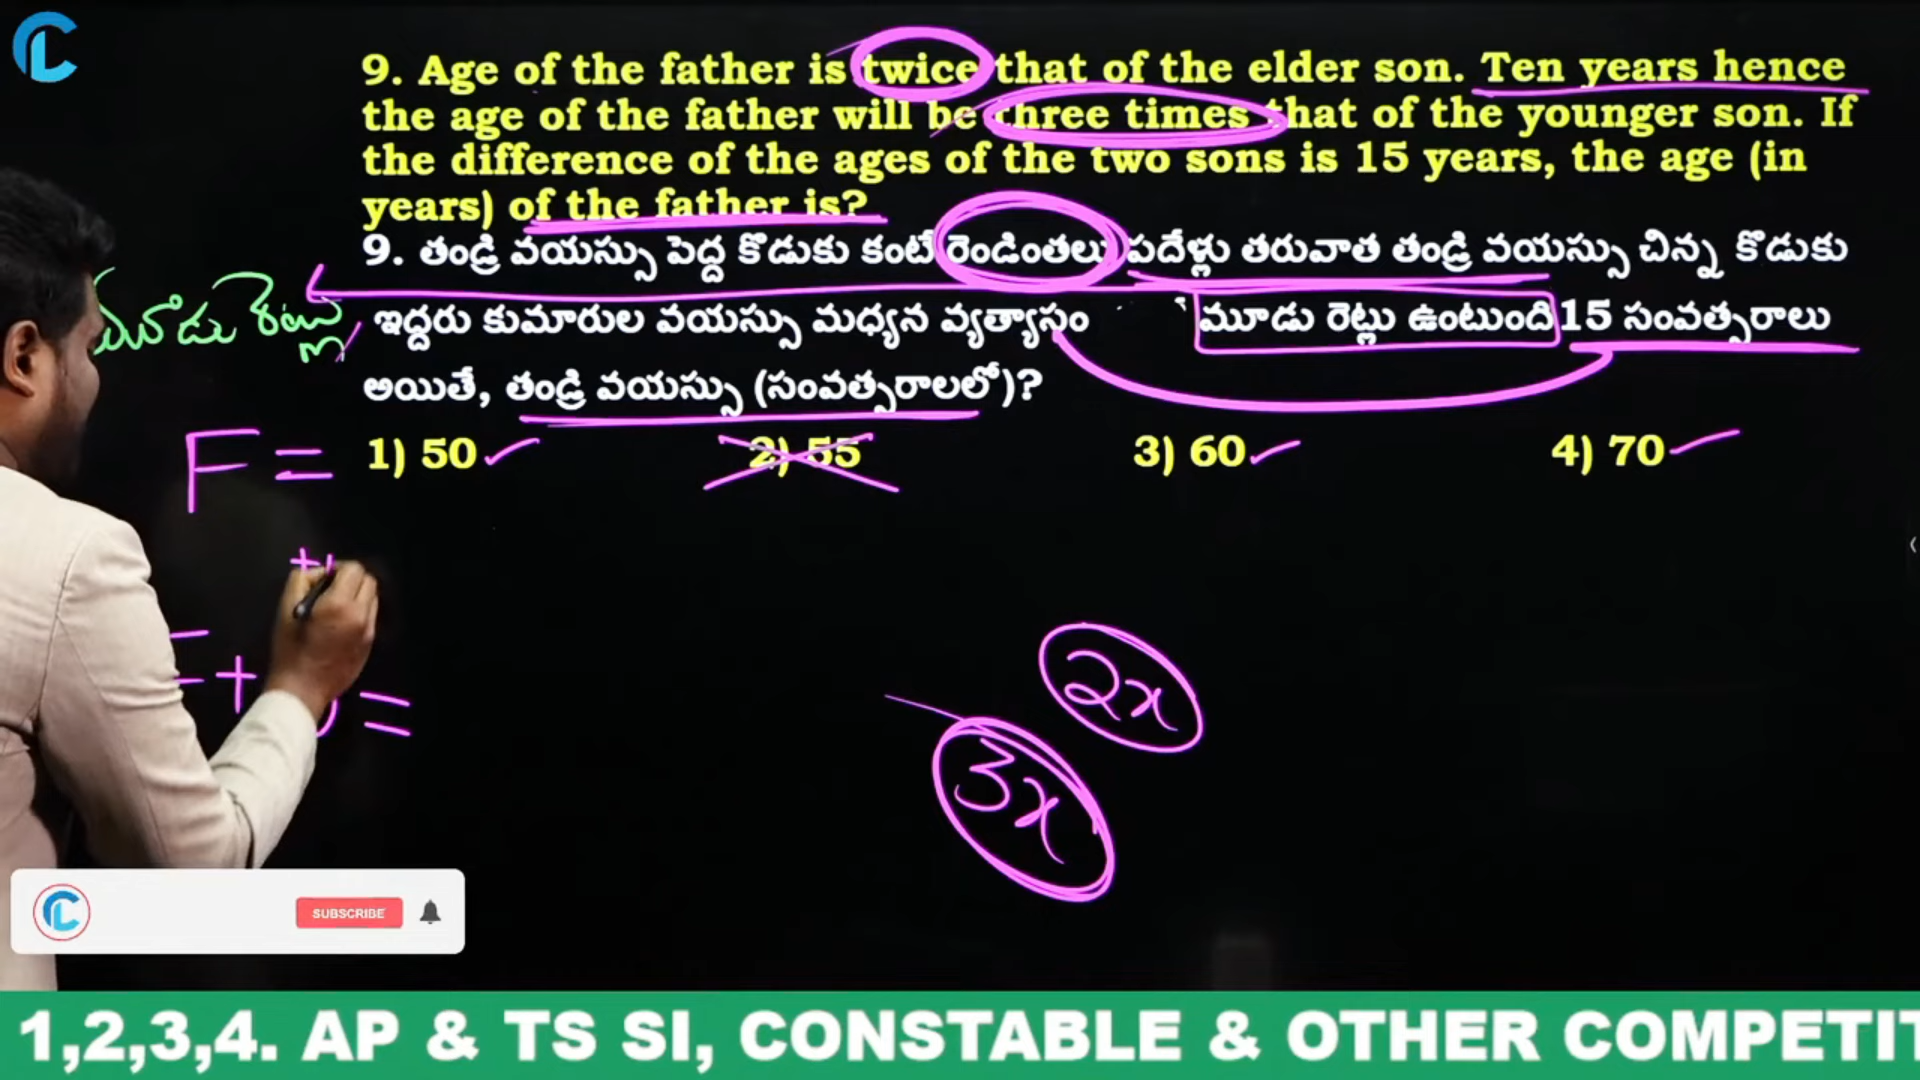 9. Age of the father is twice that of the elder son. Ten years hence
the age of the father will be three times that of the younger son. If
the difference of the ages of the two sons is 15 years, the age (in
years) of the father is?
9. తండ్రి వయస్సు పెద్ద కొడుకు కంటే రెండింతలు పదేళ్లు తరువాత తండ్రి వయస్సు చిన్న కొడుకు
మూడు రెట్లు
ఇద్దరు కుమారుల వయస్సు మధ్యన వ్యత్యాసం మూడు రెట్లు ఉంటుంది 15 సంవత్సరాలు
అయితే, తండ్రి వయస్సు (సంవత్సరాలలో)?
F =
1) 50 2) 55 3) 60 4) 70
2x
3x
SUBSCRIBE
1,2,3,4. AP & TS SI, CONSTABLE & OTHER COMPETIT